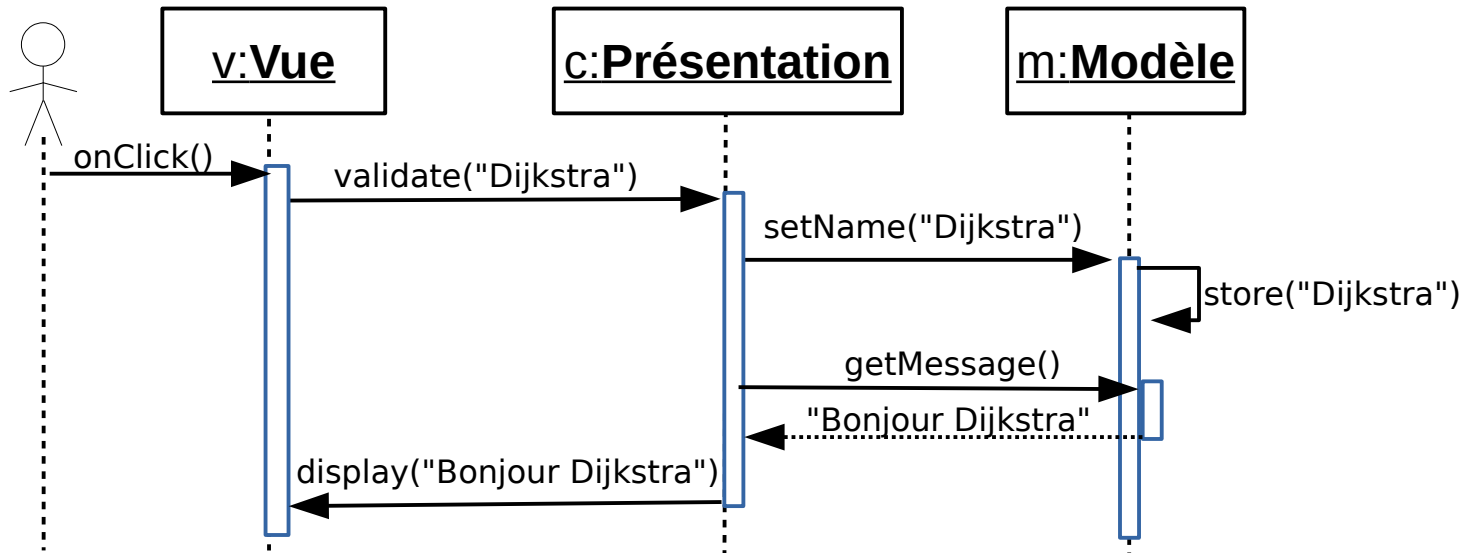 v:Vue
c:Présentation
m:Modèle
onClick()
validate("Dijkstra")
setName("Dijkstra")
store("Dijkstra")
getMessage()
"Bonjour Dijkstra"
display("Bonjour Dijkstra")